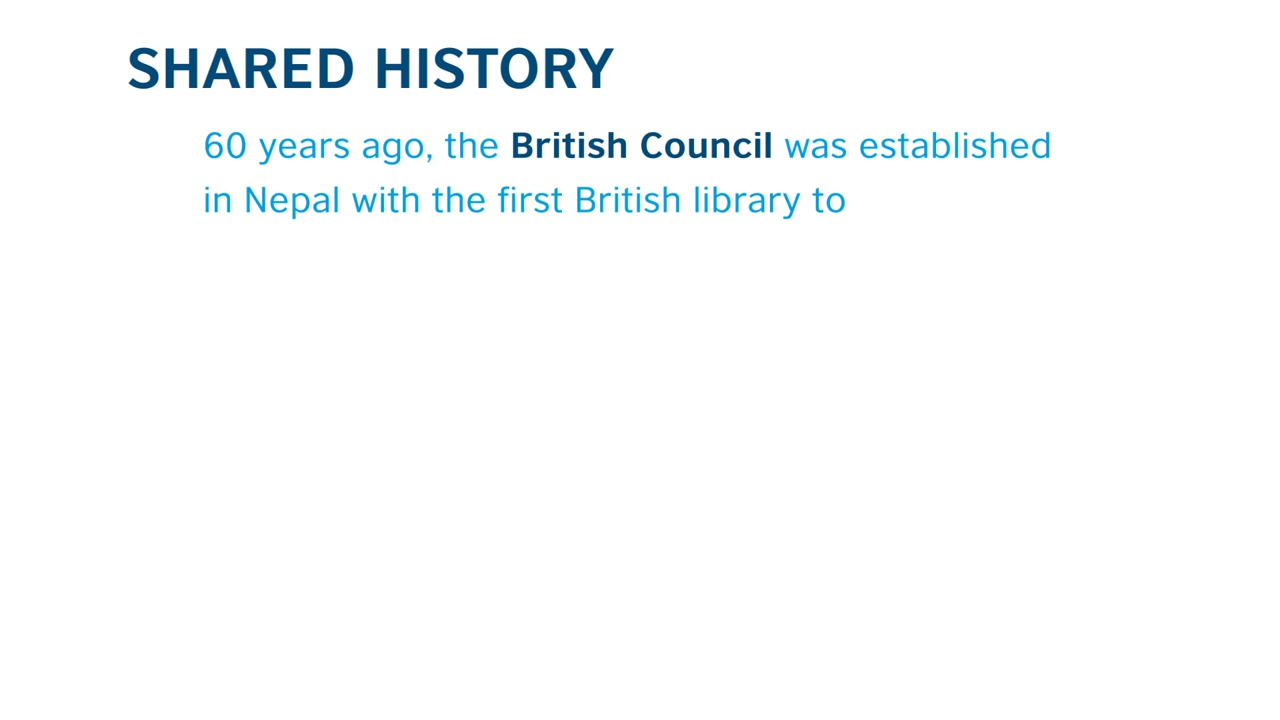 SHARED HISTORY
60 years ago, the British Council was established
in Nepal with the first British library to